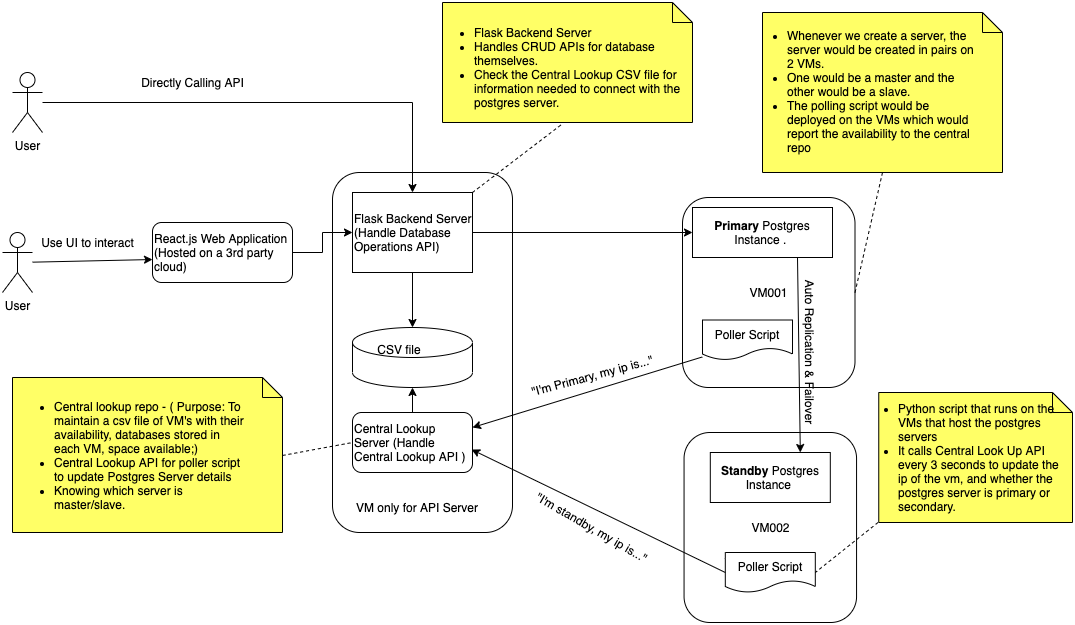 • Flask Backend Server
• Handles CRUD APIs for database
themselves.
• Check the Central Lookup CSV file for
information needed to connect with the
postgres server.
• Whenever we create a server, the
server would be created in pairs on
2 VMs.
• One would be a master and the
other would be a slave.
• The polling script would be
deployed on the VMs which would
report the availability to the central
repo
Directly Calling API
User
Use UI to interact
User
React.js Web Application
(Hosted on a 3rd party
cloud)
Flask Backend Server
(Handle Database
Operations API)
CSV file
Central Lookup
Server (Handle
Central Lookup API )
VM only for API Server
Primary Postgres
Instance .
VM001
Poller Script
Auto Replication & Failover
"I'm Primary, my ip is..."
"I'm standby, my ip is..."
Standby Postgres
Instance
VM002
Poller Script
• Central lookup repo - ( Purpose: To
maintain a csv file of VM's with their
availability, databases stored in
each VM, space available;)
• Central Lookup API for poller script
to update Postgres Server details
• Knowing which server is
master/slave.
• Python script that runs on the
VMs that host the postgres
servers
• It calls Central Look Up API
every 3 seconds to update the
ip of the vm, and whether the
postgres server is primary or
secondary.